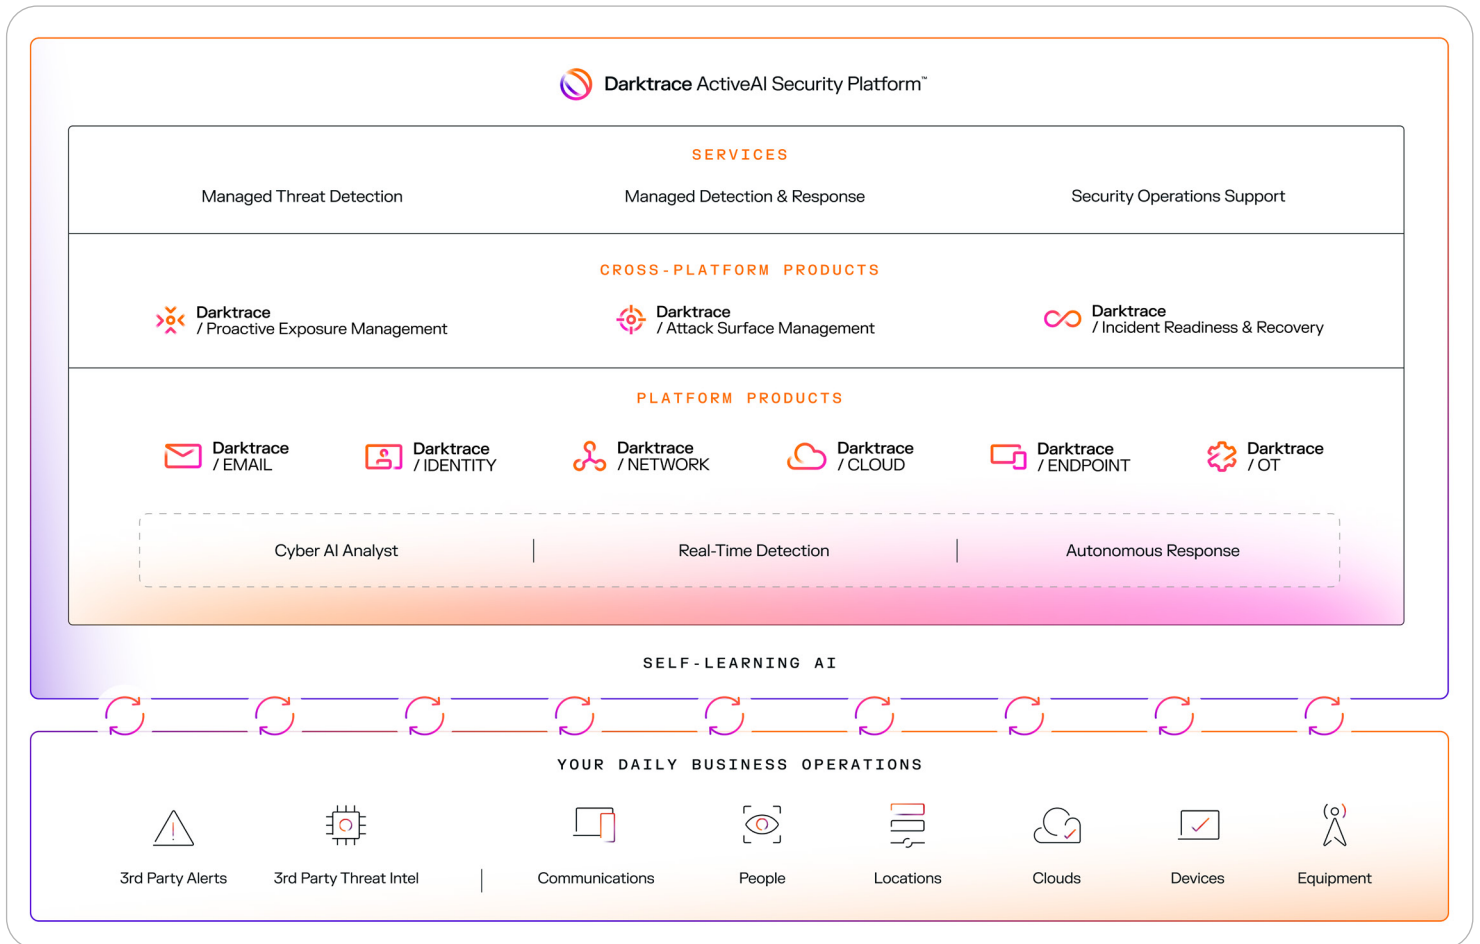 Darktrace ActiveAI Security Platform™
SERVICES
Managed Threat Detection
Managed Detection & Response
Security Operations Support
CROSS-PLATFORM PRODUCTS
Darktrace
/ Proactive Exposure Management
Darktrace
/ Attack Surface Management
Darktrace
/ Incident Readiness & Recovery
PLATFORM PRODUCTS
Darktrace
/ EMAIL
Darktrace
/ IDENTITY
Darktrace
/ NETWORK
Darktrace
/ CLOUD
Darktrace
/ ENDPOINT
Darktrace
/ OT
Cyber AI Analyst
Real-Time Detection
Autonomous Response
SELF-LEARNING AI
YOUR DAILY BUSINESS OPERATIONS
3rd Party Alerts
3rd Party Threat Intel
Communications
People
Locations
Clouds
Devices
Equipment